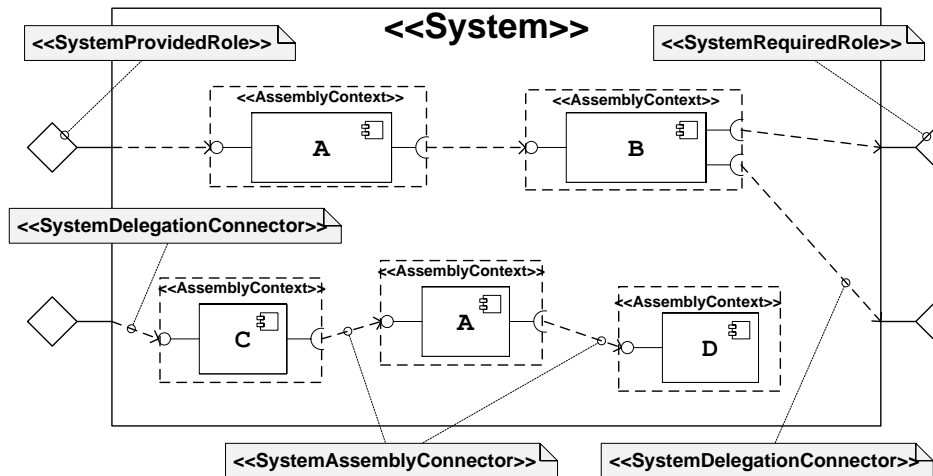 <<System>>
<<SystemProvidedRole>>
<<SystemRequiredRole>>
<<AssemblyContext>>
<<AssemblyContext>>
A
B
<<SystemDelegationConnector>>
<<AssemblyContext>>
<<AssemblyContext>>
<<AssemblyContext>>
C
A
D
<<SystemAssemblyConnector>>
<<SystemDelegationConnector>>